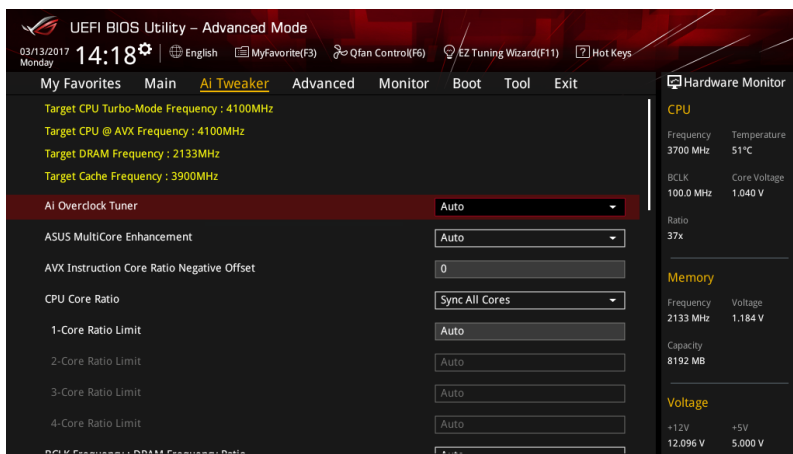 UEFI BIOS Utility – Advanced Mode
03/13/2017 Monday 14:18 English MyFavorite(F3) Qfan Control(F6) EZ Tuning Wizard(F11) ? Hot Keys
My Favorites Main Ai Tweaker Advanced Monitor Boot Tool Exit
Target CPU Turbo-Mode Frequency : 4100MHz
Target CPU @ AVX Frequency : 4100MHz
Target DRAM Frequency : 2133MHz
Target Cache Frequency : 3900MHz
Ai Overclock Tuner Auto
ASUS MultiCore Enhancement Auto
AVX Instruction Core Ratio Negative Offset 0
CPU Core Ratio Sync All Cores
1-Core Ratio Limit Auto
2-Core Ratio Limit Auto
3-Core Ratio Limit Auto
4-Core Ratio Limit Auto
BCLK Frequency : DRAM Frequency Ratio Auto
Hardware Monitor
CPU
Frequency Temperature
3700 MHz 51°C
BCLK Core Voltage
100.0 MHz 1.040 V
Ratio
37x
Memory
Frequency Voltage
2133 MHz 1.184 V
Capacity
8192 MB
Voltage
+12V +5V
12.096 V 5.000 V